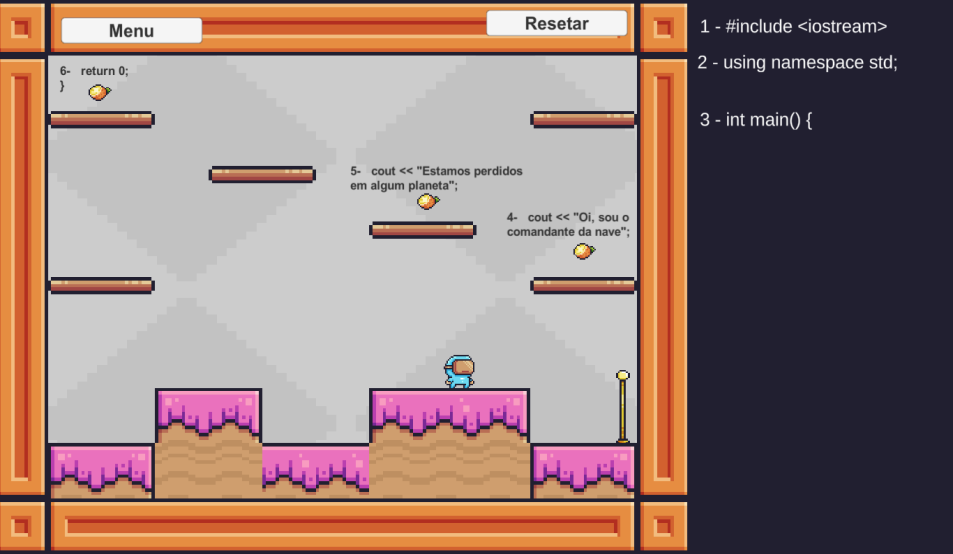 Menu
Resetar
6- return 0;
}
5- cout << "Estamos perdidos
em algum planeta";
4- cout << "Oi, sou o
comandante da nave";
1 - #include <iostream>
2 - using namespace std;
3 - int main() {